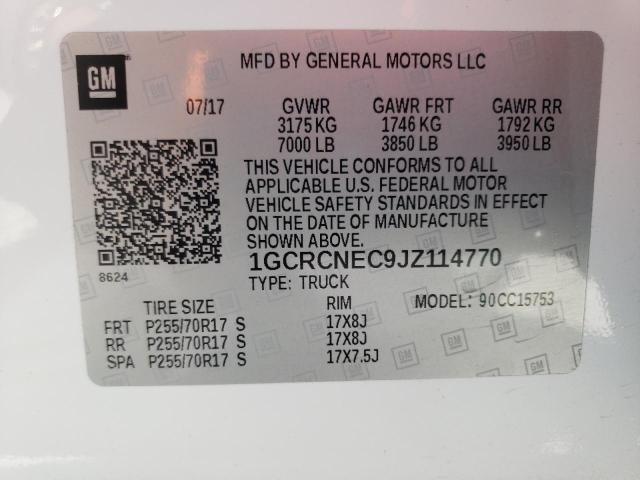 GM
MFD BY GENERAL MOTORS LLC
07/17 GVWR GAWR FRT GAWR RR
3175 KG 1746 KG 1792 KG
7000 LB 3850 LB 3950 LB
THIS VEHICLE CONFORMS TO ALL
APPLICABLE U.S. FEDERAL MOTOR
VEHICLE SAFETY STANDARDS IN EFFECT
ON THE DATE OF MANUFACTURE
SHOWN ABOVE.
8624
1GCRCNEC9JZ114770
TYPE: TRUCK MODEL: 90CC15753
TIRE SIZE RIM
FRT P255/70R17 S 17X8J
RR P255/70R17 S 17X8J
SPA P255/70R17 S 17X7.5J